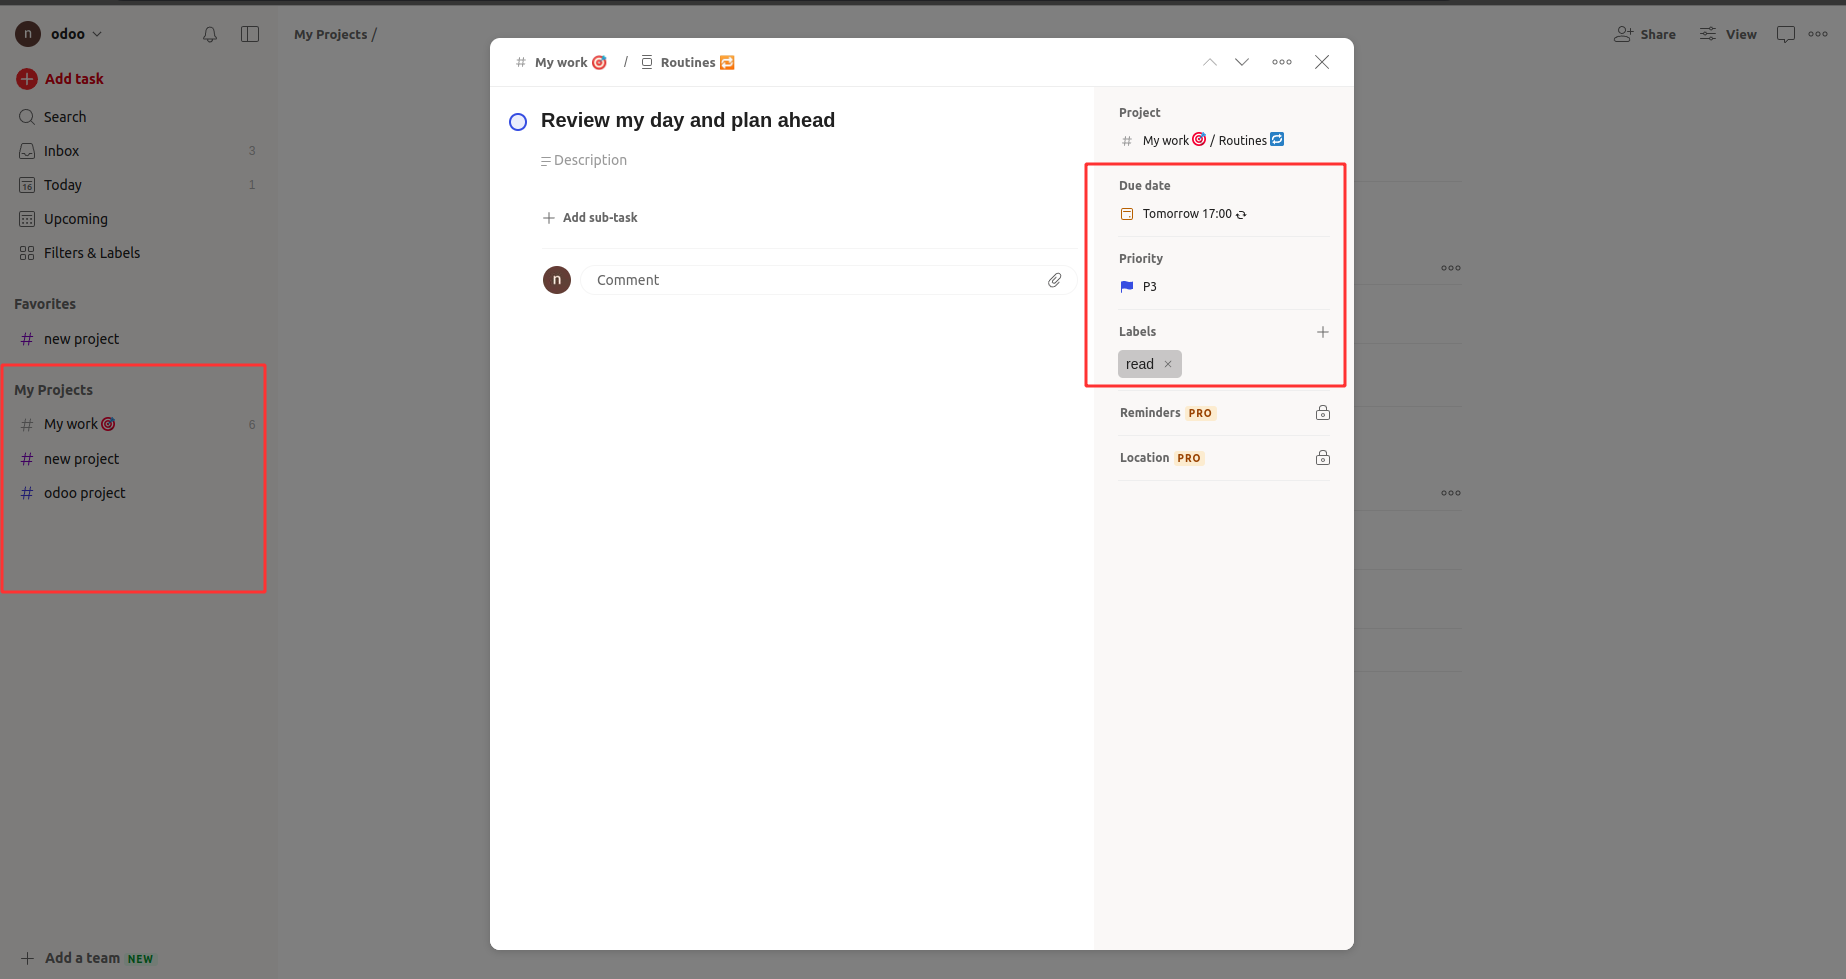 n odoo
Add task
Search
Inbox 3
16 Today 1
Upcoming
Filters & Labels
Favorites
# new project
My Projects
# My work 🎯 6
# new project
# odoo project
+ Add a team NEW
My Projects /
Share View
# My work 🎯 / Routines 🔁
Review my day and plan ahead
Description
+ Add sub-task
n Comment
Project
# My work 🎯 / Routines 🔁
Due date
Tomorrow 17:00
Priority
P3
Labels +
read ×
Reminders PRO
Location PRO